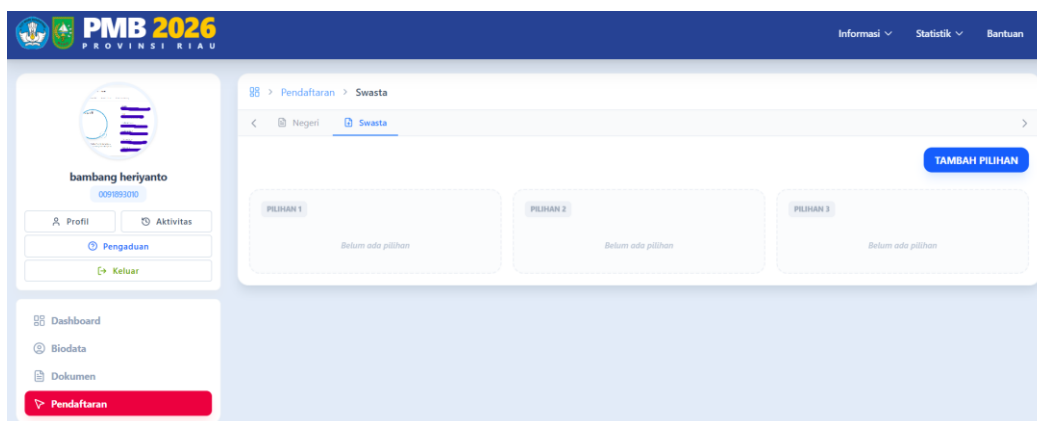 PMB 2026
PROVINSI RIAU
Informasi
Statistik
Bantuan
bambang heriyanto
0091893010
Profil
Aktivitas
Pengaduan
Keluar
Dashboard
Biodata
Dokumen
Pendaftaran
> Pendaftaran > Swasta
< Negeri Swasta >
TAMBAH PILIHAN
PILIHAN 1
Belum ada pilihan
PILIHAN 2
Belum ada pilihan
PILIHAN 3
Belum ada pilihan